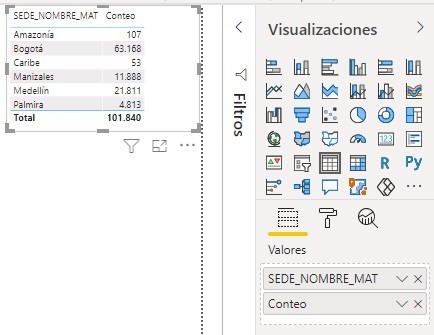 SEDE_NOMBRE_MAT Conteo
Amazonía 107
Bogotá 63.168
Caribe 53
Manizales 11.888
Medellín 21.811
Palmira 4.813
Total 101.840
Filtros
Visualizaciones
123
R Py
Valores
SEDE_NOMBRE_MAT
Conteo